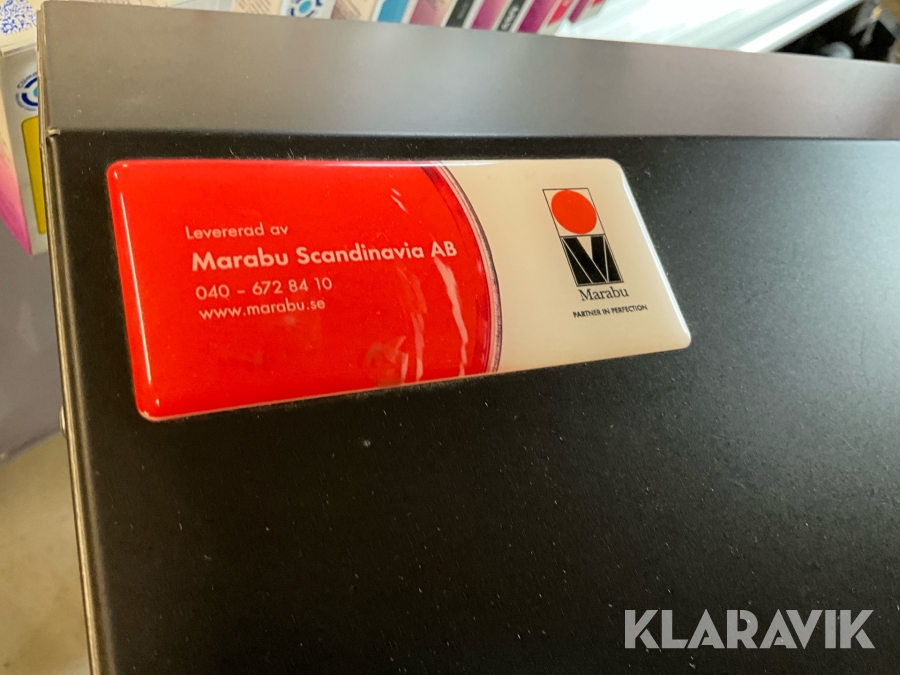 Levererad av
Marabu Scandinavia AB
040 - 672 84 10
www.marabu.se
Marabu
PARTNER IN PERFECTION
KLARAVIK